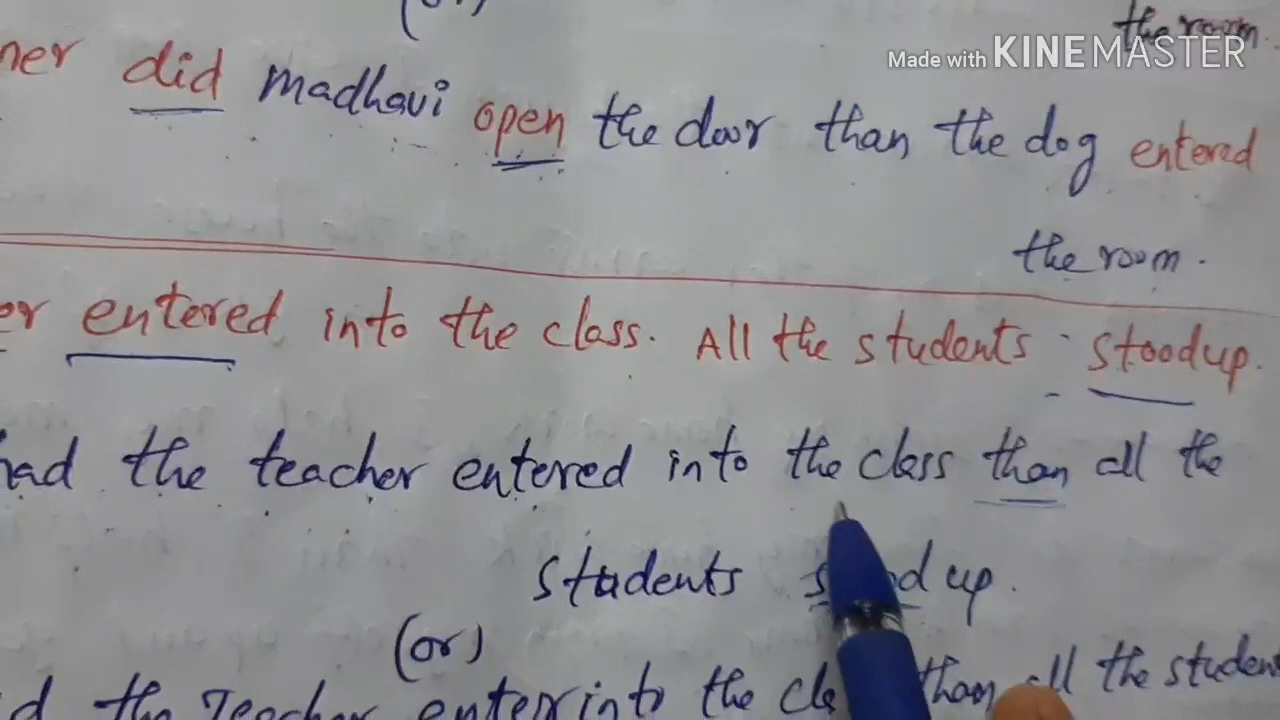 the room.
Made with KINEMASTER
ner did madhavi open the door than the dog entered
the room.
er entered into the class. All the students stoodup.
had the teacher entered into the class than all the
students up.
(or)
d the Teacher enter into the than all the student